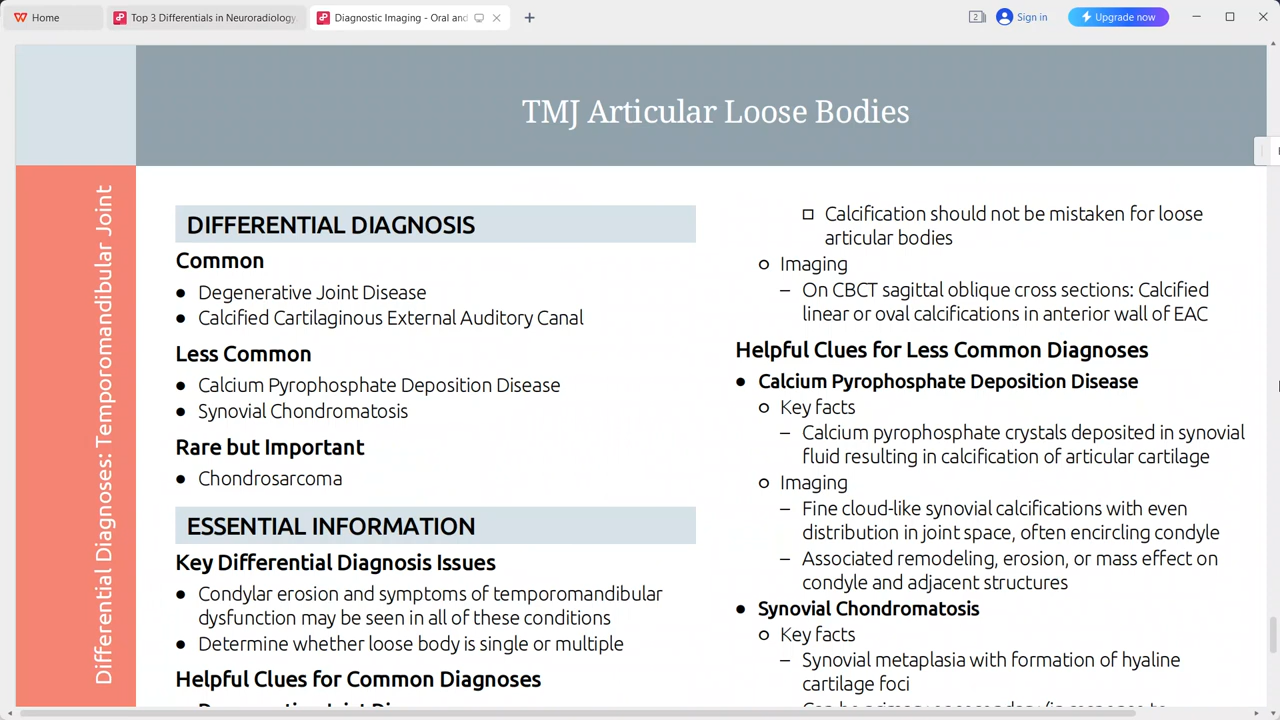 Home
Top 3 Differentials in Neuroradiology.
Diagnostic Imaging - Oral and
2
Sign in
Upgrade now
TMJ Articular Loose Bodies
Differential Diagnoses: Temporomandibular Joint
DIFFERENTIAL DIAGNOSIS
Common
● Degenerative Joint Disease
● Calcified Cartilaginous External Auditory Canal
Less Common
● Calcium Pyrophosphate Deposition Disease
● Synovial Chondromatosis
Rare but Important
● Chondrosarcoma
ESSENTIAL INFORMATION
Key Differential Diagnosis Issues
● Condylar erosion and symptoms of temporomandibular
dysfunction may be seen in all of these conditions
● Determine whether loose body is single or multiple
Helpful Clues for Common Diagnoses
□ Calcification should not be mistaken for loose
articular bodies
○ Imaging
– On CBCT sagittal oblique cross sections: Calcified
linear or oval calcifications in anterior wall of EAC
Helpful Clues for Less Common Diagnoses
● Calcium Pyrophosphate Deposition Disease
○ Key facts
– Calcium pyrophosphate crystals deposited in synovial
fluid resulting in calcification of articular cartilage
○ Imaging
– Fine cloud-like synovial calcifications with even
distribution in joint space, often encircling condyle
– Associated remodeling, erosion, or mass effect on
condyle and adjacent structures
● Synovial Chondromatosis
○ Key facts
– Synovial metaplasia with formation of hyaline
cartilage foci